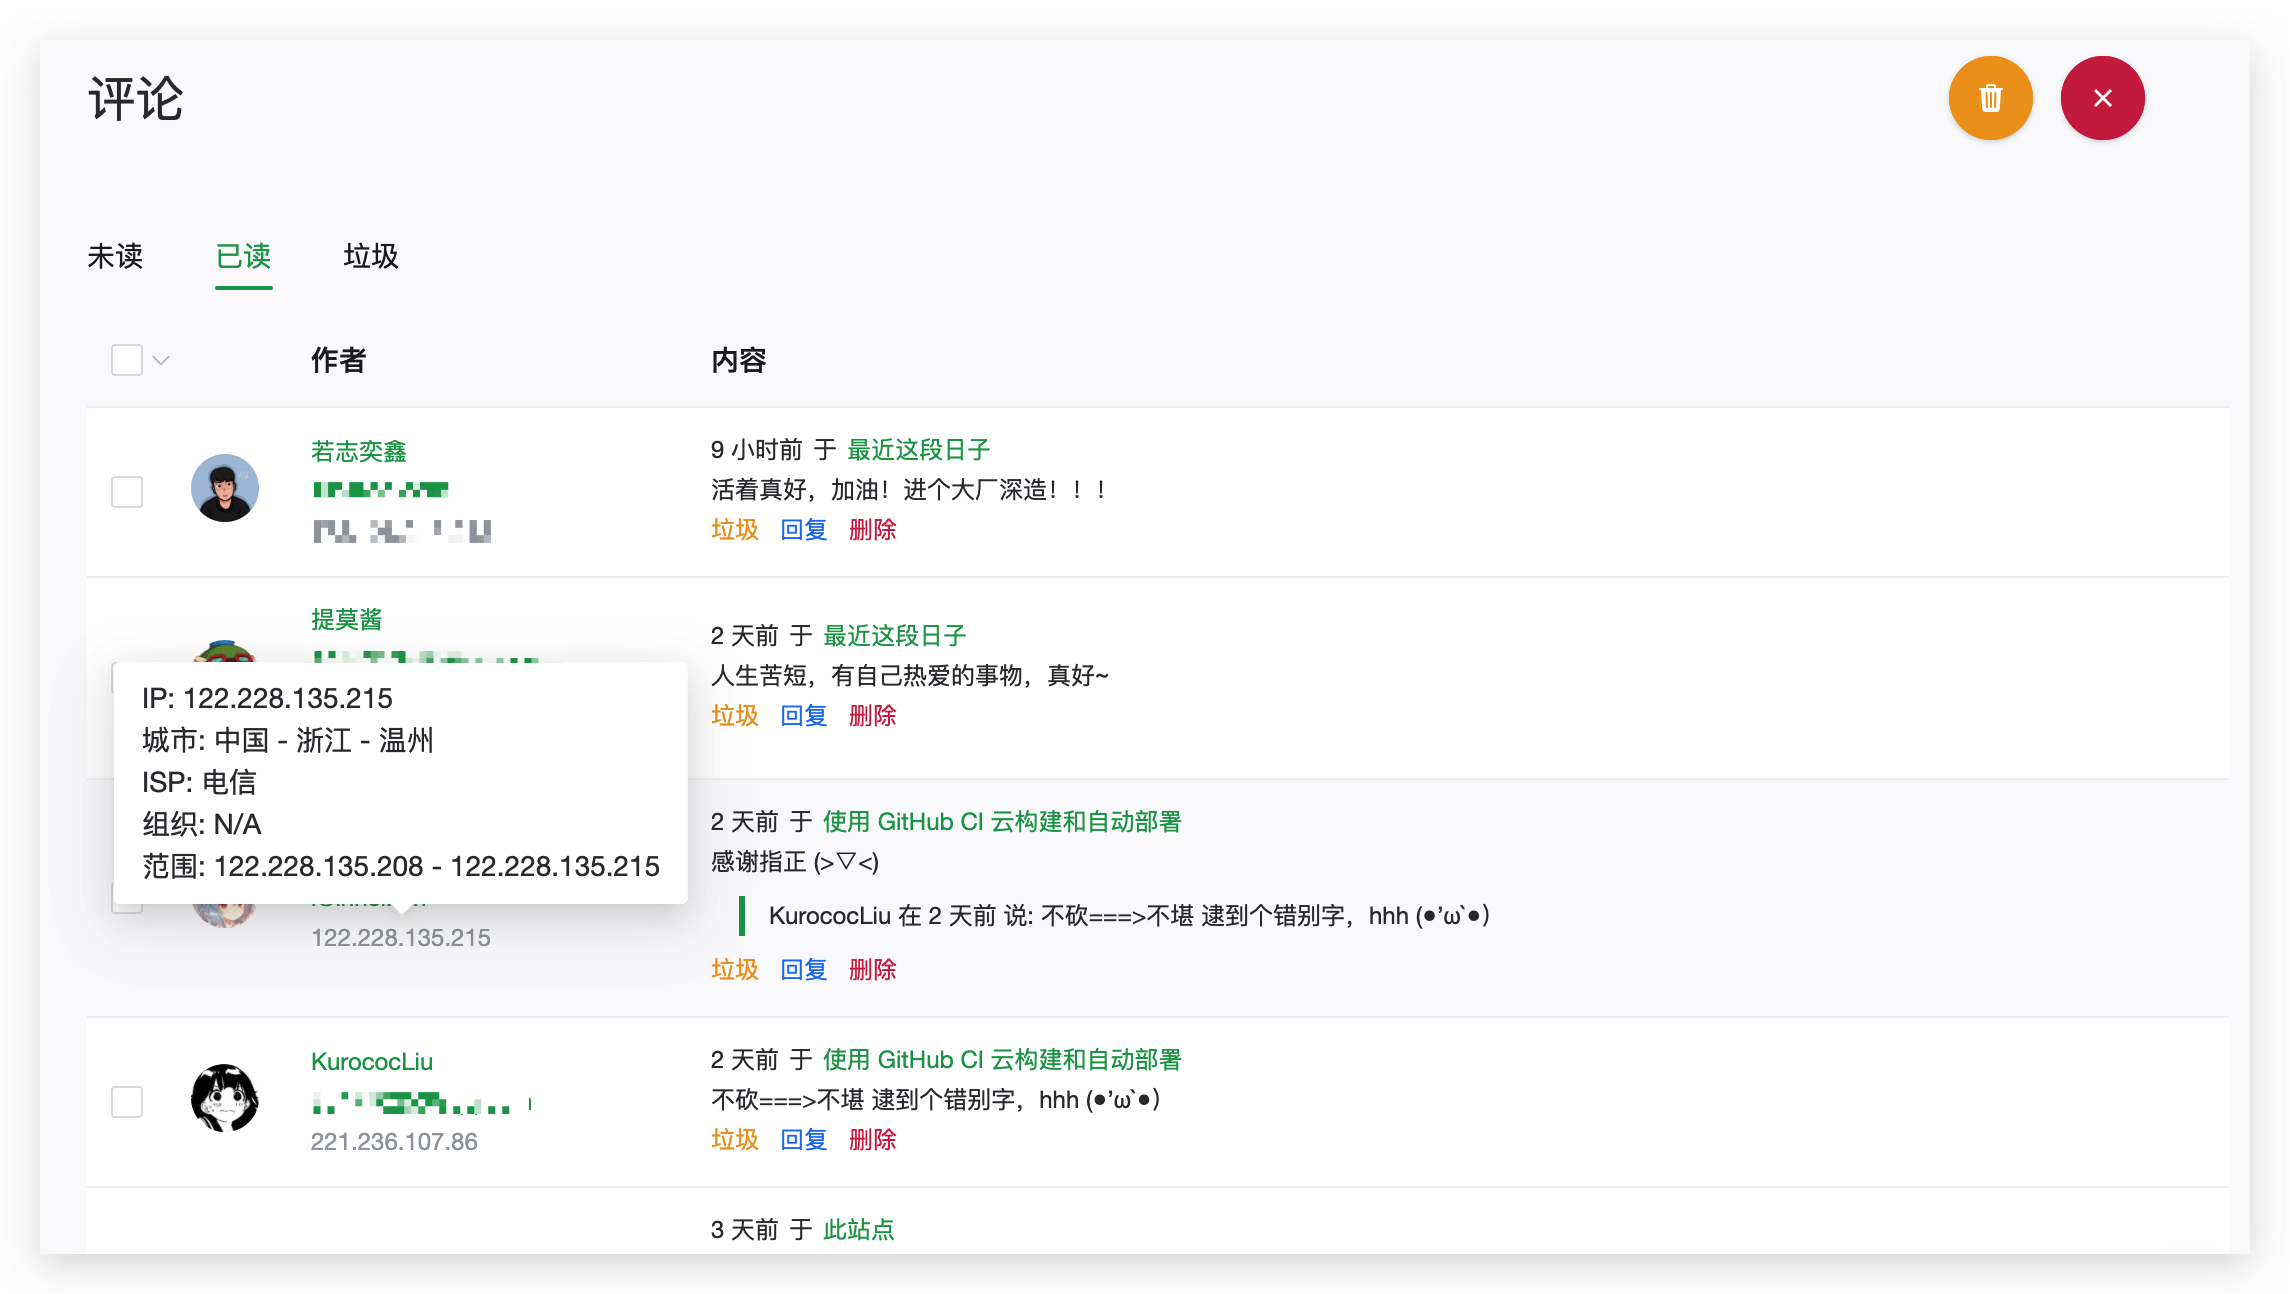 评论
未读 已读 垃圾
作者 内容
若志奕鑫
9 小时前 于 最近这段日子
活着真好，加油！进个大厂深造！！！
垃圾 回复 删除
提莫酱
2 天前 于 最近这段日子
人生苦短，有自己热爱的事物，真好~
垃圾 回复 删除
IP: 122.228.135.215
城市: 中国 - 浙江 - 温州
ISP: 电信
组织: N/A
范围: 122.228.135.208 - 122.228.135.215
122.228.135.215
2 天前 于 使用 GitHub CI 云构建和自动部署
感谢指正 (>▽<)
KurococLiu 在 2 天前 说: 不砍===>不堪 逮到个错别字，hhh (●’ω`●)
垃圾 回复 删除
KurococLiu
221.236.107.86
2 天前 于 使用 GitHub CI 云构建和自动部署
不砍===>不堪 逮到个错别字，hhh (●’ω`●)
垃圾 回复 删除
3 天前 于 此站点